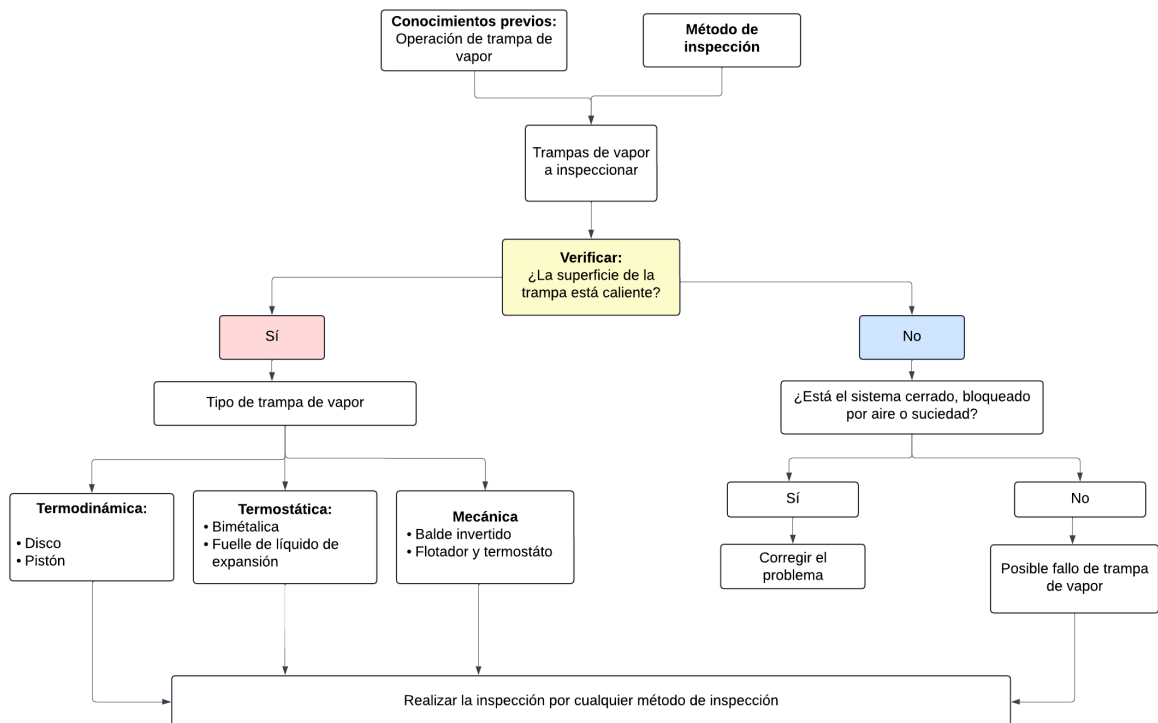 Conocimientos previos:
Operación de trampa de
vapor
Método de
inspección
Trampas de vapor
a inspeccionar
Verificar:
¿La superficie de la
trampa está caliente?
Sí
No
Tipo de trampa de vapor
¿Está el sistema cerrado, bloqueado
por aire o suciedad?
Termodinámica:
• Disco
• Pistón
Termostática:
• Bimétalica
• Fuelle de líquido de
expansión
Mecánica
• Balde invertido
• Flotador y termostáto
Sí
No
Corregir el
problema
Posible fallo de trampa
de vapor
Realizar la inspección por cualquier método de inspección